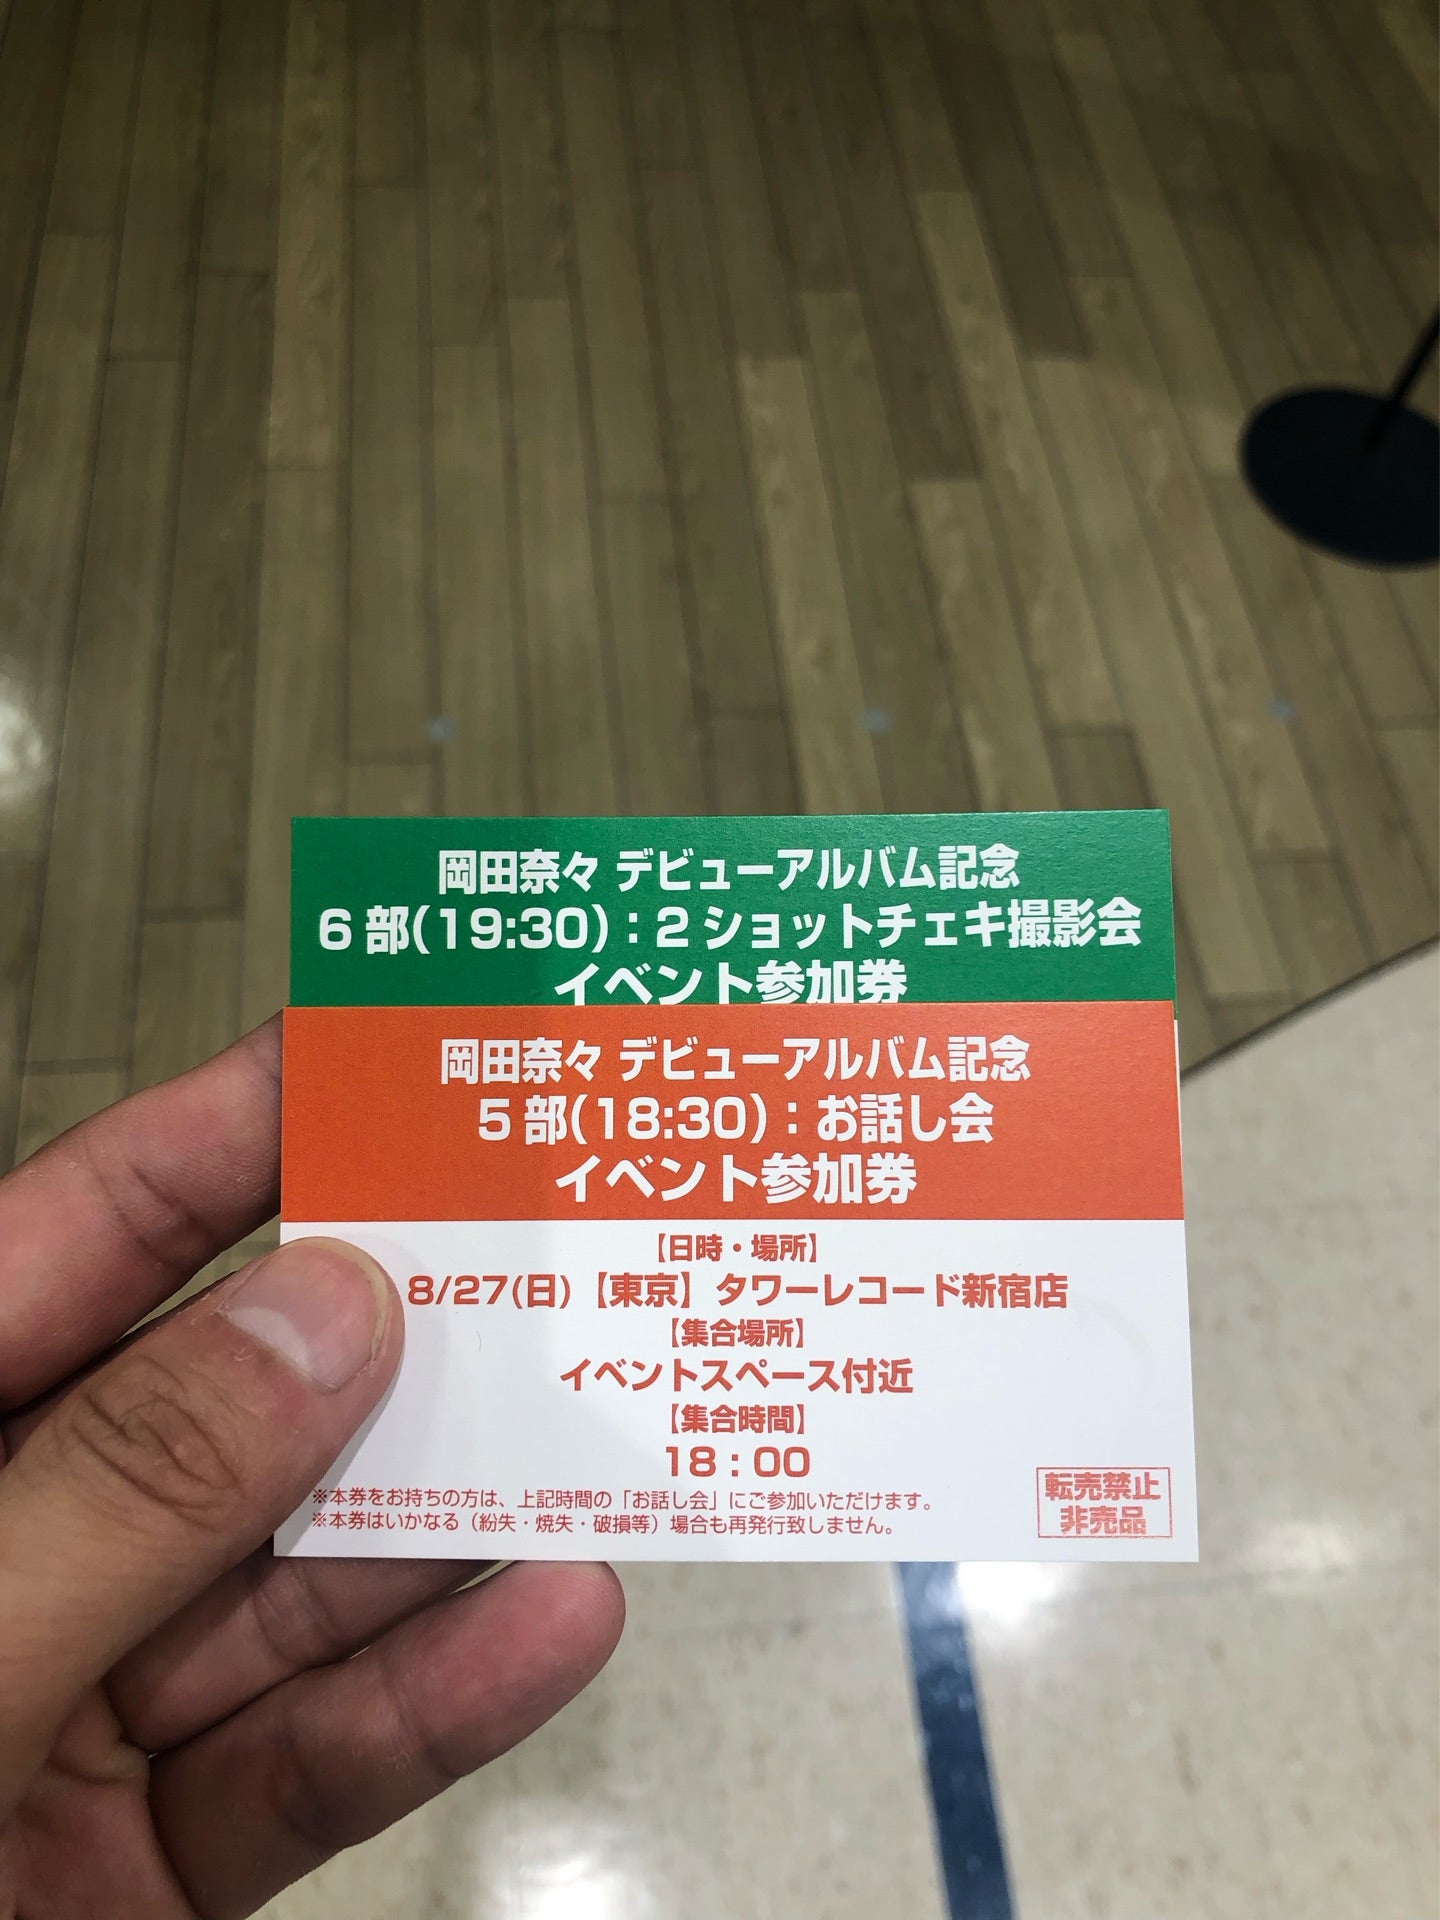 岡田奈々 デビューアルバム記念
6部(19:30)：2ショットチェキ撮影会
イベント参加券
岡田奈々 デビューアルバム記念
5部(18:30)：お話し会
イベント参加券
【日時・場所】
8/27(日)【東京】タワーレコード新宿店
【集合場所】
イベントスペース付近
【集合時間】
18：00
※本券をお持ちの方は、上記時間の「お話し会」にご参加いただけます。
※本券はいかなる（紛失・焼失・破損等）場合も再発行致しません。
転売禁止
非売品